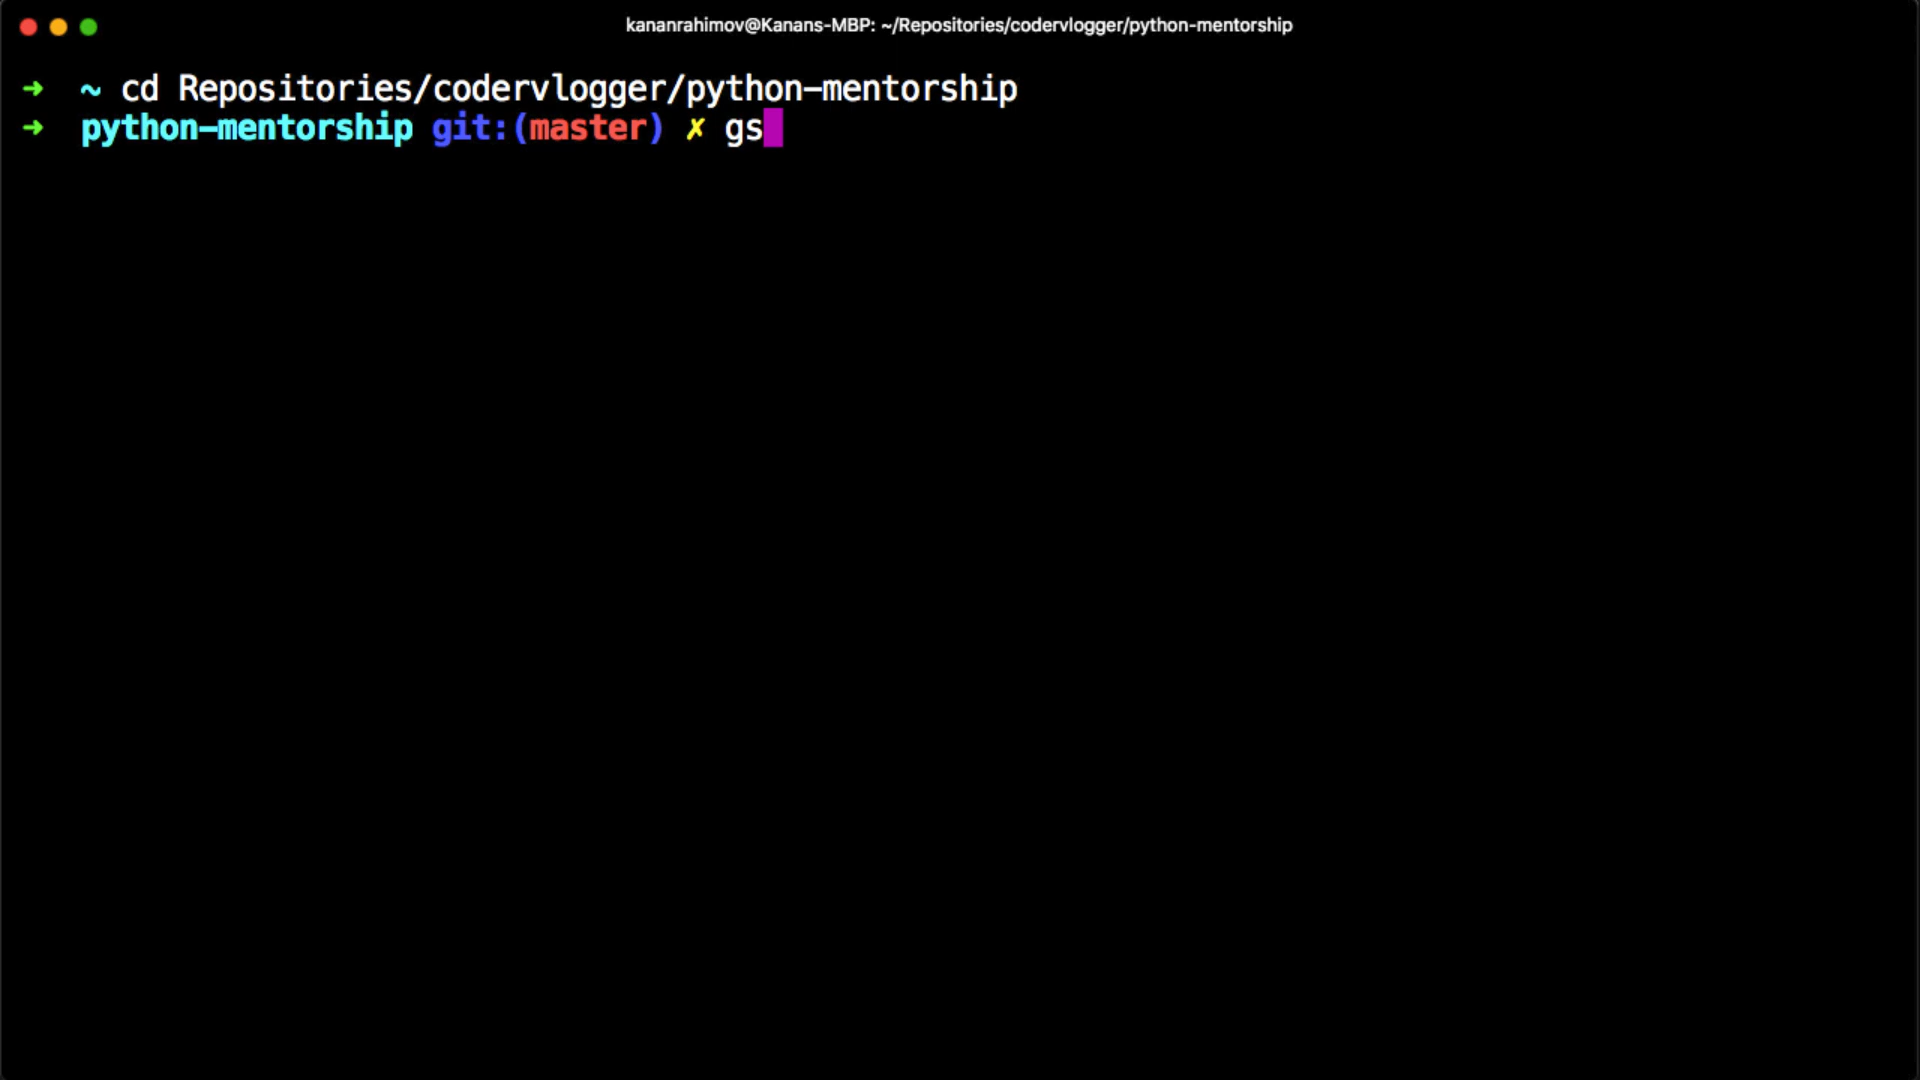 kananrahimov@Kanans-MBP: ~/Repositories/codervlogger/python-mentorship
➜ ~ cd Repositories/codervlogger/python-mentorship
➜ python-mentorship git:(master) ✗ gs